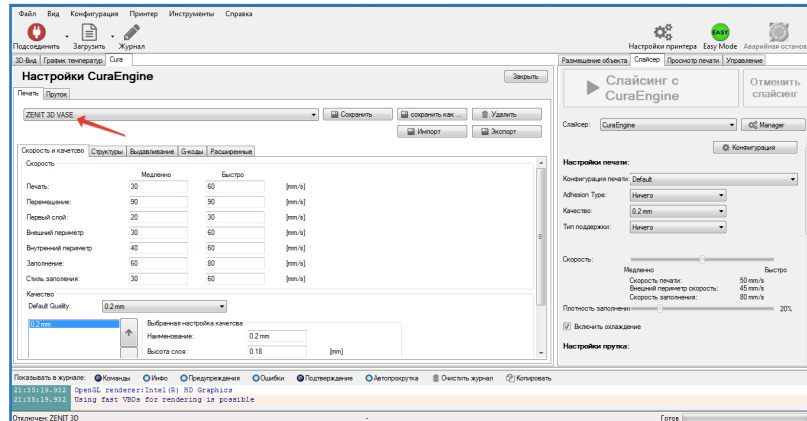 Файл Вид Конфигурация Принтер Инструменты Справка
Подсоединить Загрузить Журнал
EASY
Настройки принтера Easy Mode Аварийная останов
3D-Вид График температур Cura
Размещение объекта Слайсер Просмотр печати Управление
Настройки CuraEngine
Закрыть
Печать Пруток
ZENIT 3D VASE
Сохранить сохранить как ... Удалить
Импорт Экспорт
Скорость и качетсво Структуры Выдавливание G-коды Расширенные
Скорость
Медленно Быстро
Печать: 30 60 [mm/s]
Перемещение: 90 90 [mm/s]
Первый слой: 20 30 [mm/s]
Внешний периметр 30 60 [mm/s]
Внутренний периметр 40 60 [mm/s]
Заполнение: 60 80 [mm/s]
Стиль заполения: 30 60 [mm/s]
Качество
Default Quality: 0.2 mm
0.2 mm
Выбранная настройка качетсва
Наименование: 0.2 mm
Высота слоя: 0.18 [mm]
Слайсинг с
CuraEngine
Отменить
слайсинг
Слайсер: CuraEngine Manager
Конфигурация
Настройки печати:
Конфигурация печати: Default
Adhesion Type: Ничего
Качество: 0.2 mm
Тип поддержки: Ничего
Скорость:
Медленно Быстро
Скорость печати: 50 mm/s
Внешний периметр скорость: 45 mm/s
Скорость заполнения: 80 mm/s
Плотность заполнени 20%
Включить охлаждение
Настройки прутка:
Показывать в журнале: Команды Инфо Предупреждения Ошибки Подтверждение Автопрокрутка Очистить журнал Копировать
21:35:19.932 OpenGL renderer:Intel(R) HD Graphics
21:35:19.932 Using fast VBOs for rendering is possible
Отключен: ZENIT 3D - Готов